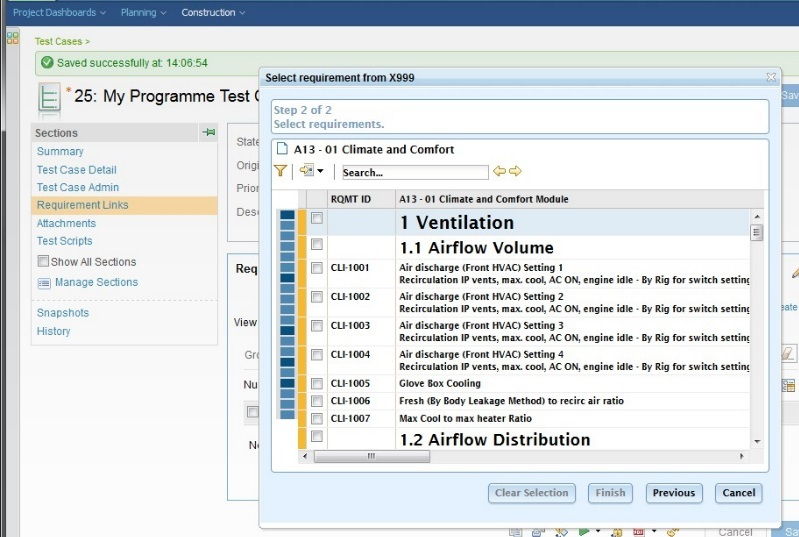 Project Dashboards
Planning
Construction
Test Cases >
Saved successfully at: 14:06:54
*25: My Programme Test
Sections
Summary
Test Case Detail
Test Case Admin
Requirement Links
Attachments
Test Scripts
Show All Sections
Manage Sections
Snapshots
History
Select requirement from X999
Step 2 of 2
Select requirements.
A13 - 01 Climate and Comfort
Search...
RQMT ID A13 - 01 Climate and Comfort Module
1 Ventilation
1.1 Airflow Volume
CLI-1001 Air discharge (Front HVAC) Setting 1
Recirculation IP vents, max. cool, AC ON, engine idle - By Rig for switch setting
CLI-1002 Air discharge (Front HVAC) Setting 2
Recirculation IP vents, max. cool, AC ON, engine idle - By Rig for switch setting
CLI-1003 Air discharge (Front HVAC) Setting 3
Recirculation IP vents, max. cool, AC ON, engine idle - By Rig for switch setting
CLI-1004 Air discharge (Front HVAC) Setting 4
Recirculation IP vents, max. cool, AC ON, engine idle - By Rig for switch setting
CLI-1005 Glove Box Cooling
CLI-1006 Fresh (By Body Leakage Method) to recirc air ratio
CLI-1007 Max Cool to max heater Ratio
1.2 Airflow Distribution
Clear Selection
Finish
Previous
Cancel
State
Origi
Prior
Desc
Req
View
Gro
Nu
Cancel
Sa